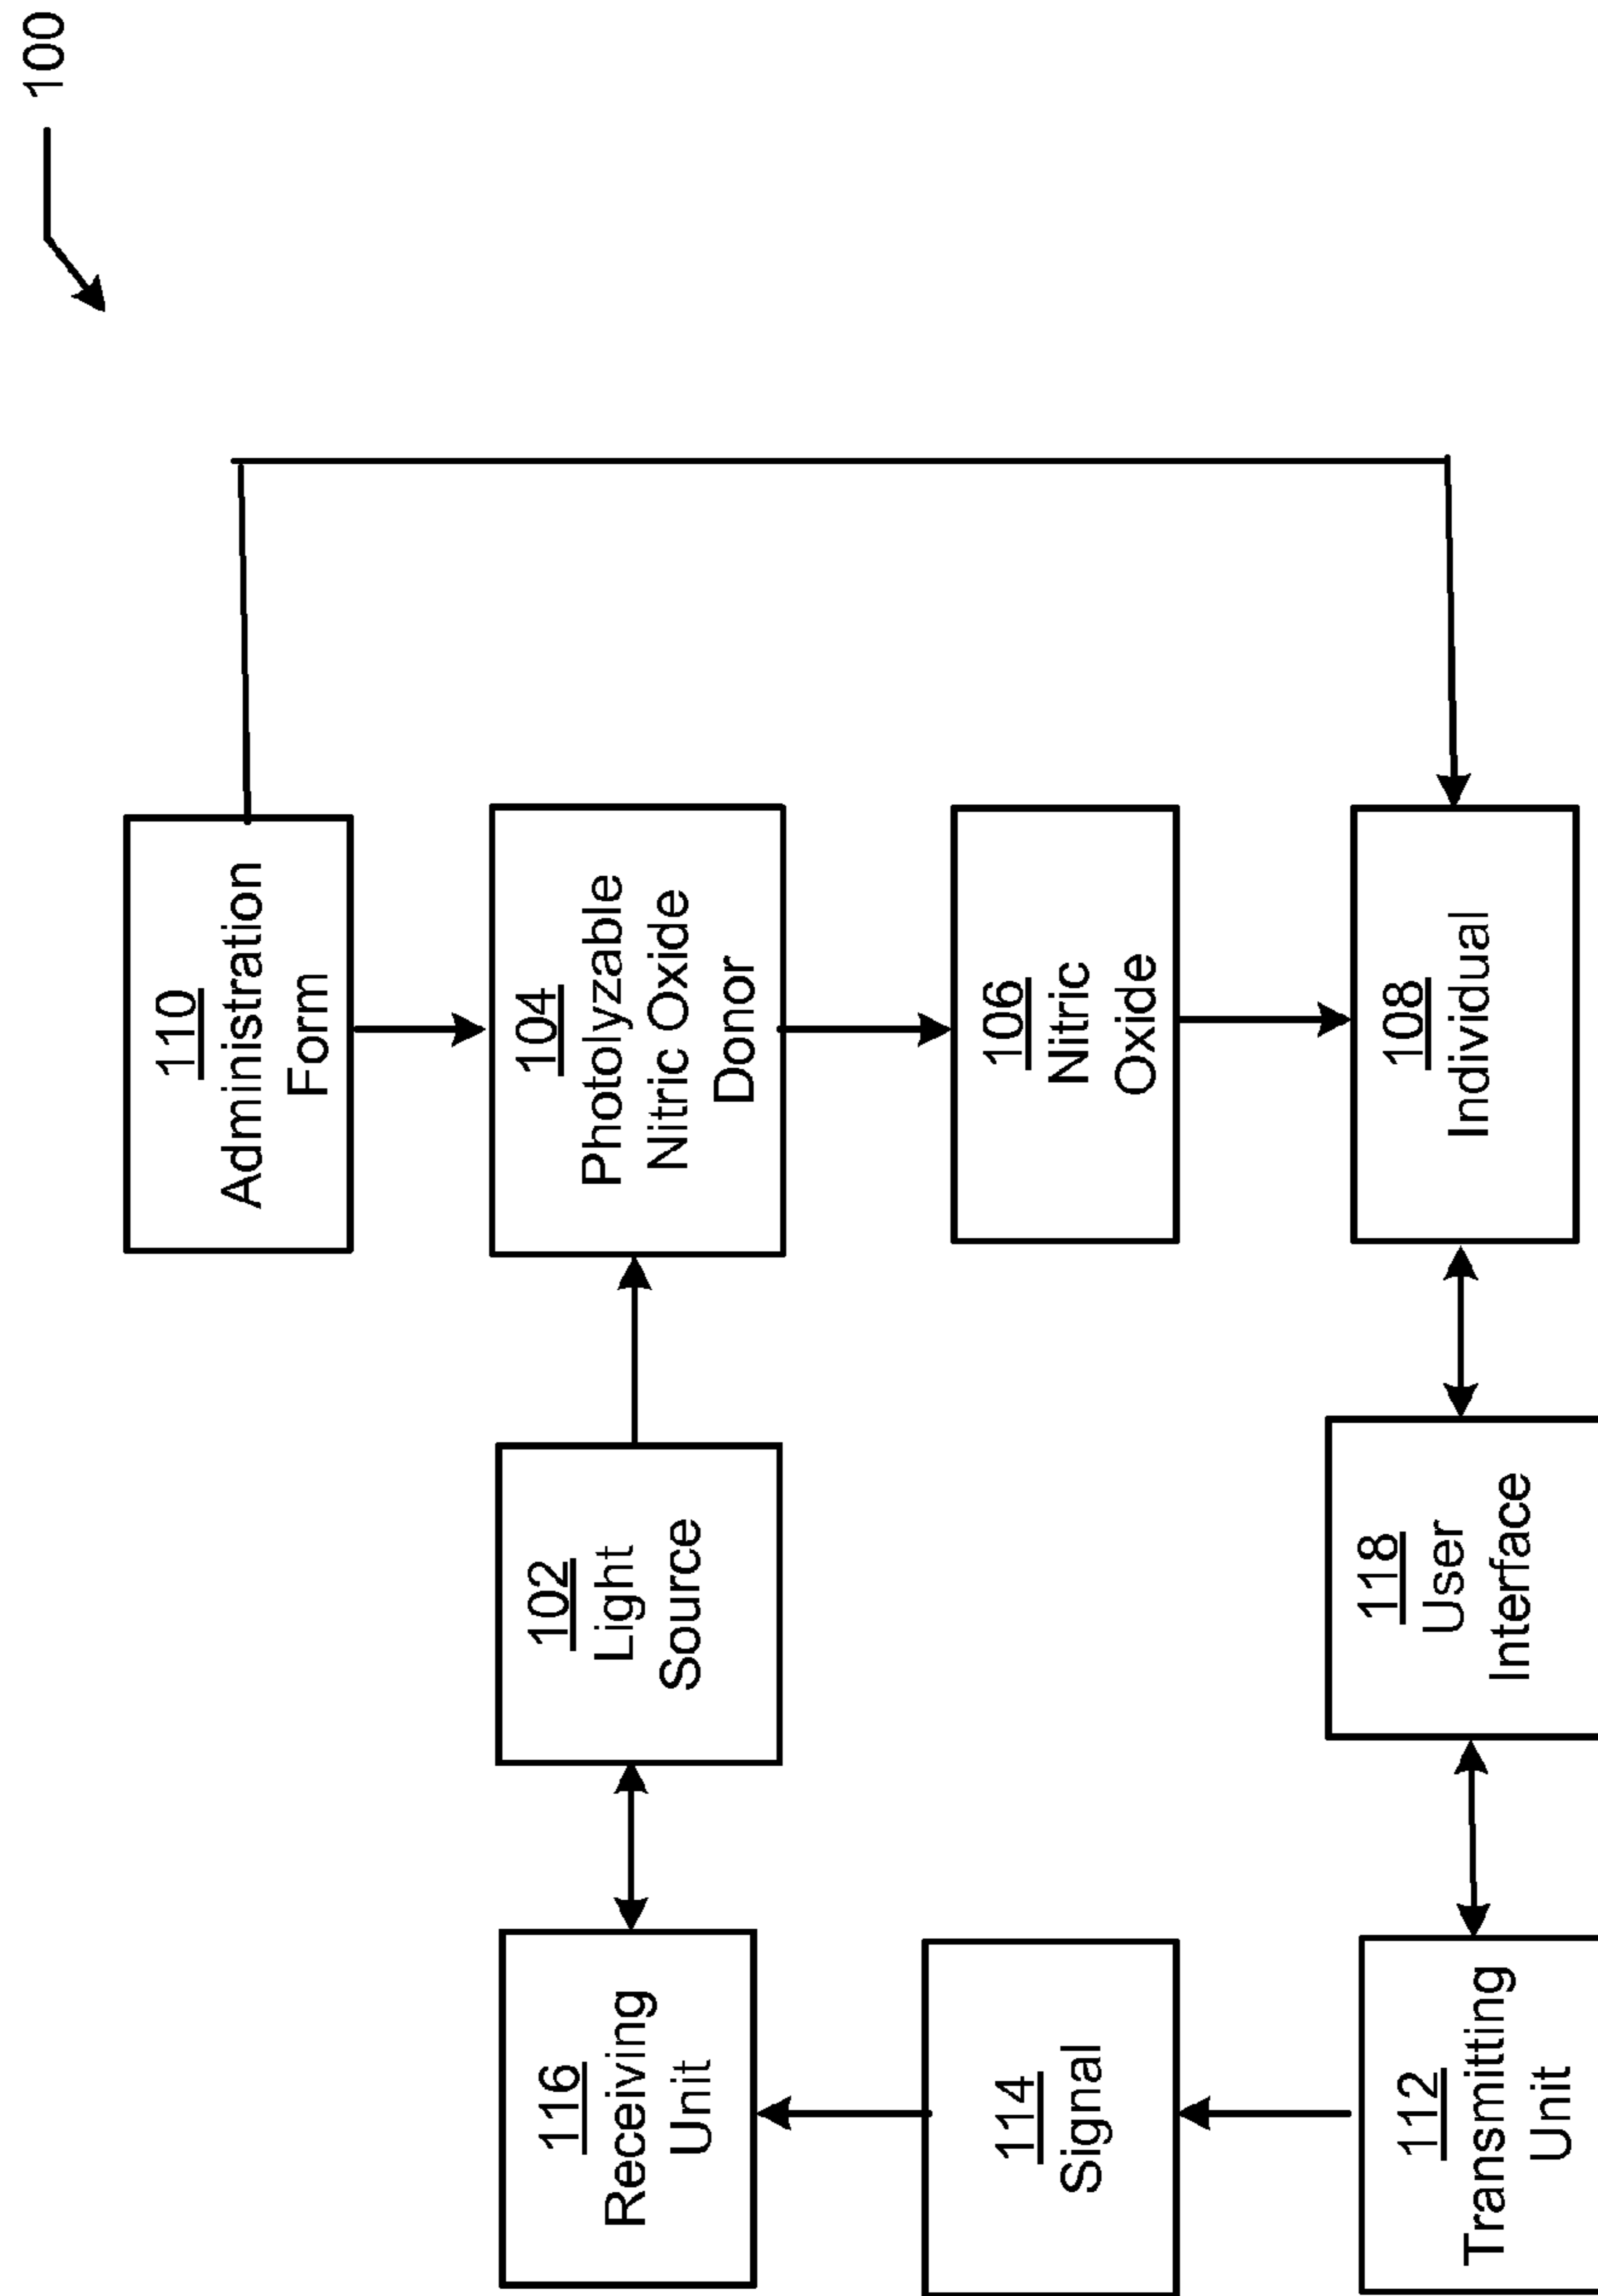 100
110
Administration
Form
104
Photolyzable
Nitric Oxide
Donor
106
Nitric
Oxide
108
Individual
102
Light
Source
118
User
Interface
116
Receiving
Unit
114
Signal
112
Transmitting
Unit